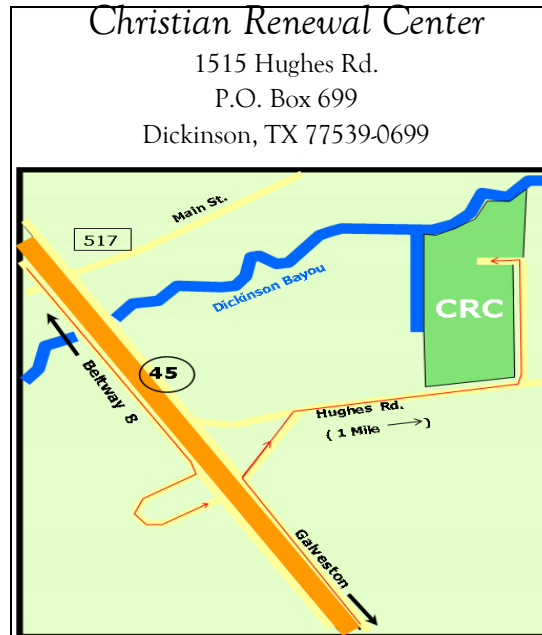 Christian Renewal Center
1515 Hughes Rd.
P.O. Box 699
Dickinson, TX 77539-0699
Main St.
517
Dickinson Bayou
CRC
45
Beltway 8
Hughes Rd.
( 1 Mile → )
Galveston